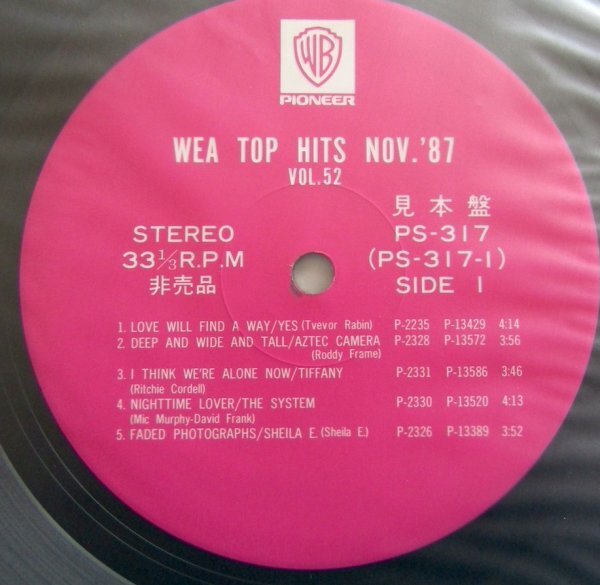 WB
PIONEER
WEA TOP HITS NOV.'87
VOL.52
STEREO
33 1/3 R.P.M
非売品
見本盤
PS-317
(PS-317-1)
SIDE 1
1. LOVE WILL FIND A WAY/YES (Tvevor Rabin) P-2235 P-13429 4:14
2. DEEP AND WIDE AND TALL/AZTEC CAMERA P-2328 P-13572 3:56
(Roddy Frame)
3. I THINK WE'RE ALONE NOW/TIFFANY P-2331 P-13586 3:46
(Ritchie Cordell)
4. NIGHTTIME LOVER/THE SYSTEM P-2330 P-13520 4:13
(Mic Murphy-David Frank)
5. FADED PHOTOGRAPHS/SHEILA E. (Sheila E.) P-2326 P-13389 3:52